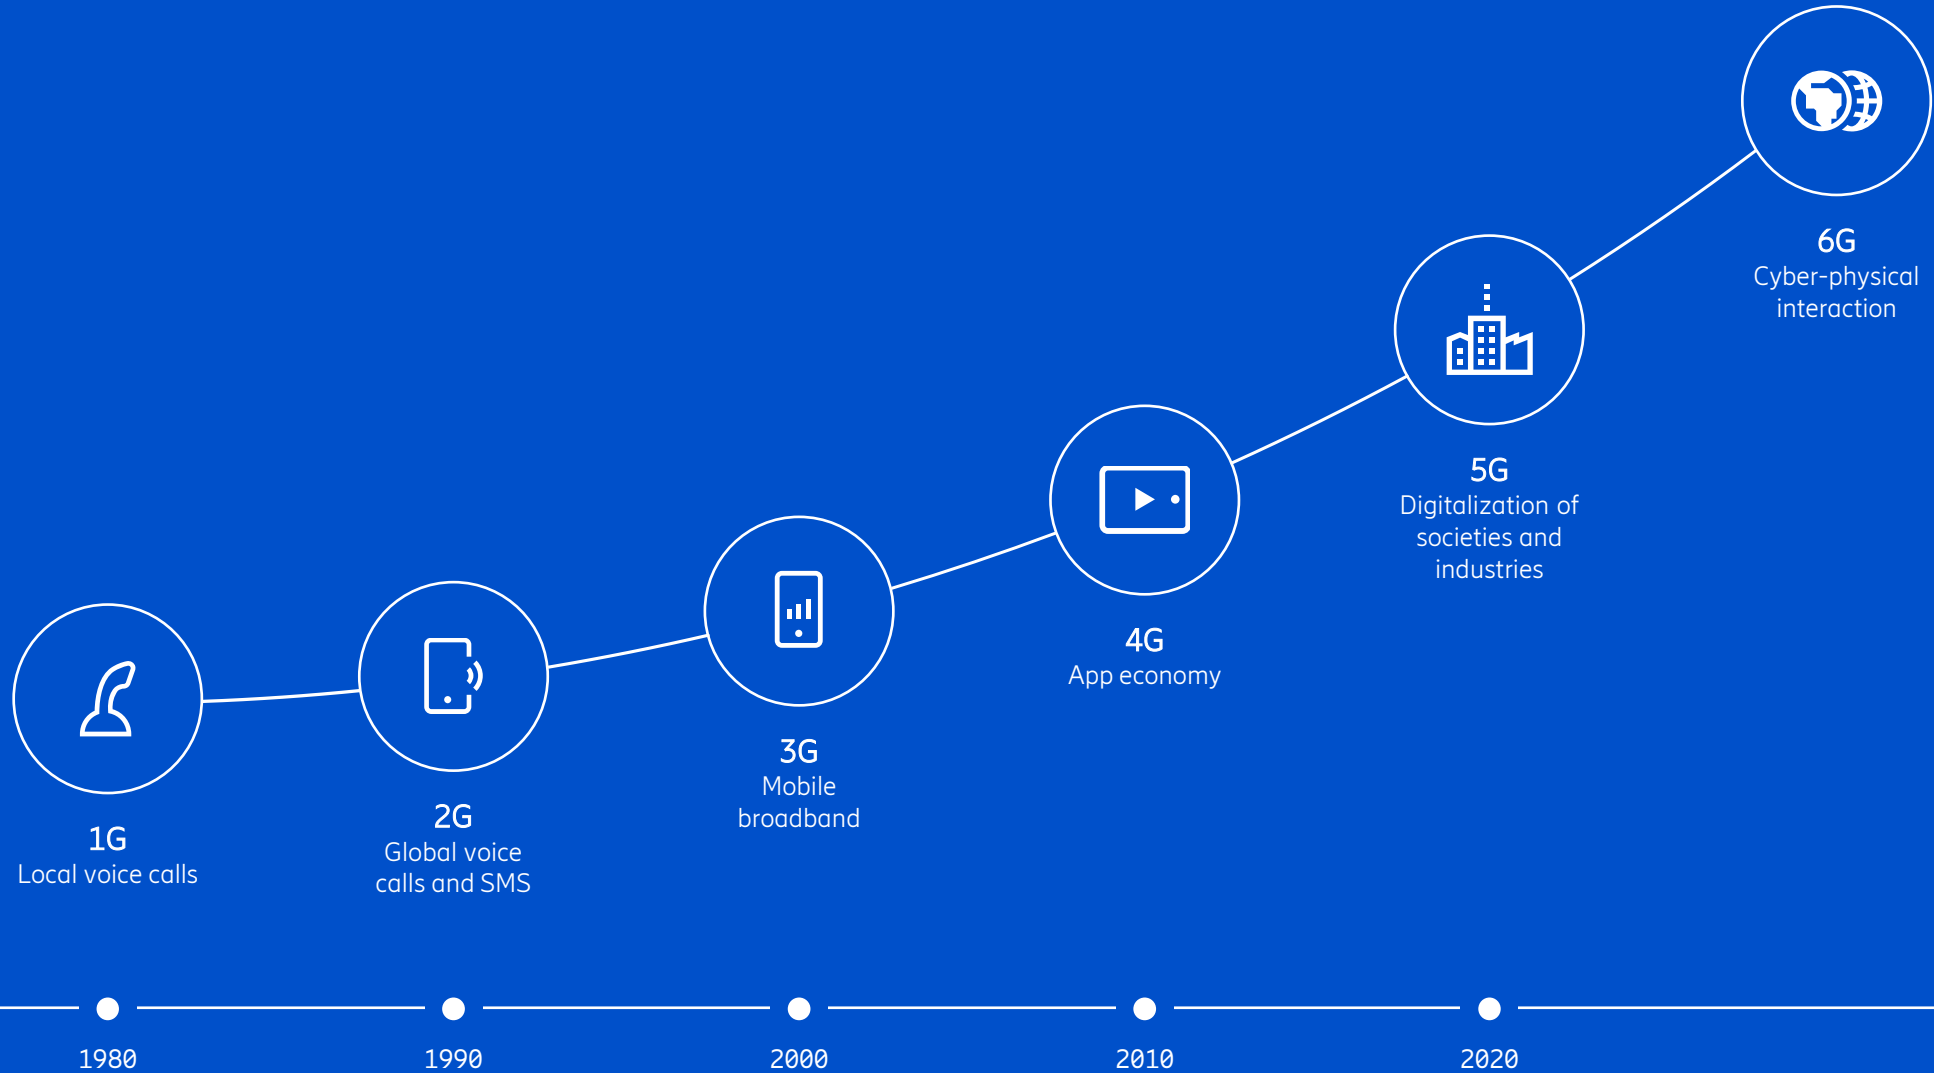 1G
Local voice calls
2G
Global voice
calls and SMS
3G
Mobile
broadband
4G
App economy
5G
Digitalization of
societies and
industries
6G
Cyber-physical
interaction
1980
1990
2000
2010
2020